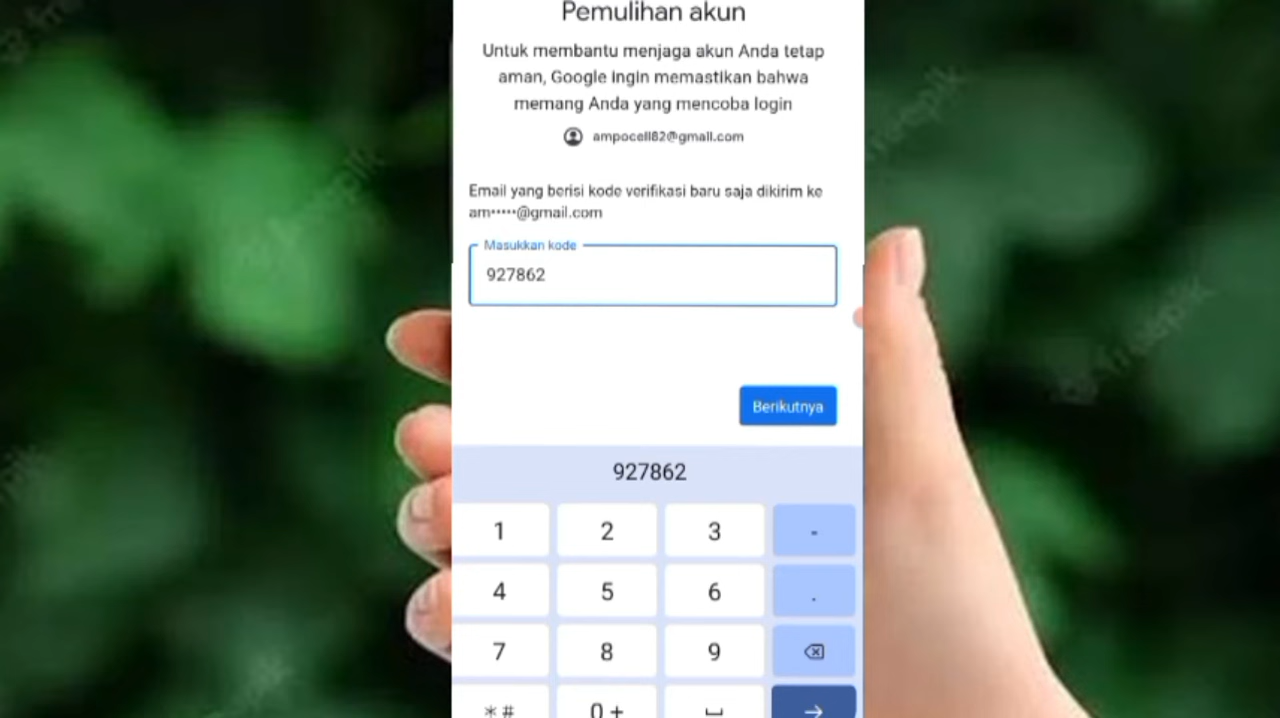 Pemulihan akun
Untuk membantu menjaga akun Anda tetap
aman, Google ingin memastikan bahwa
memang Anda yang mencoba login
ampocell82@gmail.com
Email yang berisi kode verifikasi baru saja dikirim ke
am•••••@gmail.com
Masukkan kode
927862
Berikutnya
927862
1 2 3 -
4 5 6 .
7 8 9
* # 0 +